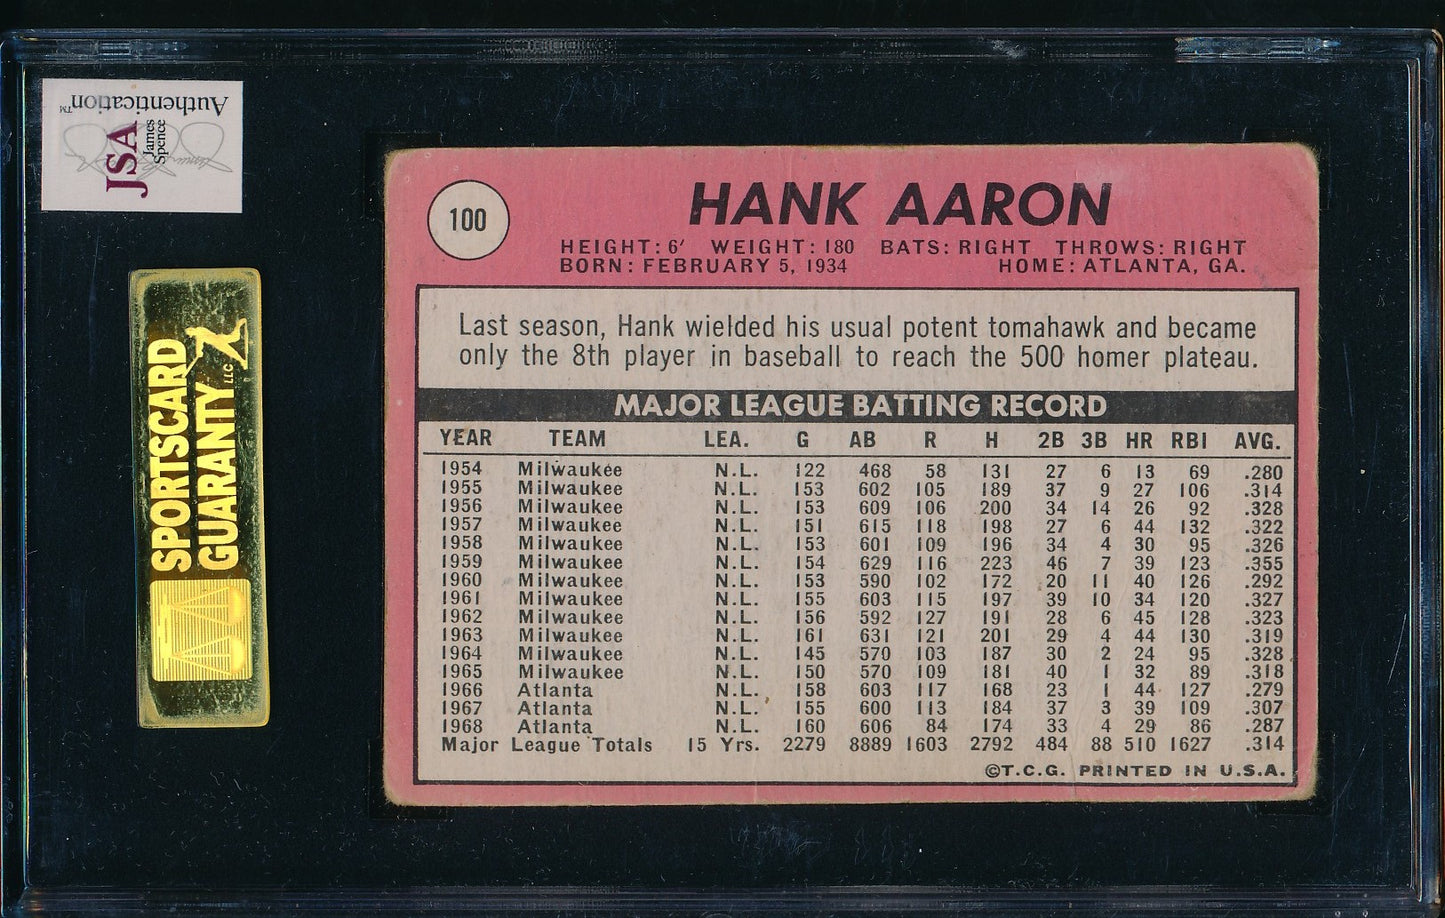 Authentication™
JSA
James
Spence
SPORTSCARD
GUARANTY LLC
100
HANK AARON
HEIGHT: 6' WEIGHT: 180 BATS: RIGHT THROWS: RIGHT
BORN: FEBRUARY 5, 1934 HOME: ATLANTA, GA.
Last season, Hank wielded his usual potent tomahawk and became
only the 8th player in baseball to reach the 500 homer plateau.
MAJOR LEAGUE BATTING RECORD
YEAR TEAM LEA. G AB R H 2B 3B HR RBI AVG.
1954 Milwaukee N.L. 122 468 58 131 27 6 13 69 .280
1955 Milwaukee N.L. 153 602 105 189 37 9 27 106 .314
1956 Milwaukee N.L. 153 609 106 200 34 14 26 92 .328
1957 Milwaukee N.L. 151 615 118 198 27 6 44 132 .322
1958 Milwaukee N.L. 153 601 109 196 34 4 30 95 .326
1959 Milwaukee N.L. 154 629 116 223 46 7 39 123 .355
1960 Milwaukee N.L. 153 590 102 172 20 11 40 126 .292
1961 Milwaukee N.L. 155 603 115 197 39 10 34 120 .327
1962 Milwaukee N.L. 156 592 127 191 28 6 45 128 .323
1963 Milwaukee N.L. 161 631 121 201 29 4 44 130 .319
1964 Milwaukee N.L. 145 570 103 187 30 2 24 95 .328
1965 Milwaukee N.L. 150 570 109 181 40 1 32 89 .318
1966 Atlanta N.L. 158 603 117 168 23 1 44 127 .279
1967 Atlanta N.L. 155 600 113 184 37 3 39 109 .307
1968 Atlanta N.L. 160 606 84 174 33 4 29 86 .287
Major League Totals 15 Yrs. 2279 8889 1603 2792 484 88 510 1627 .314
©T.C.G. PRINTED IN U.S.A.